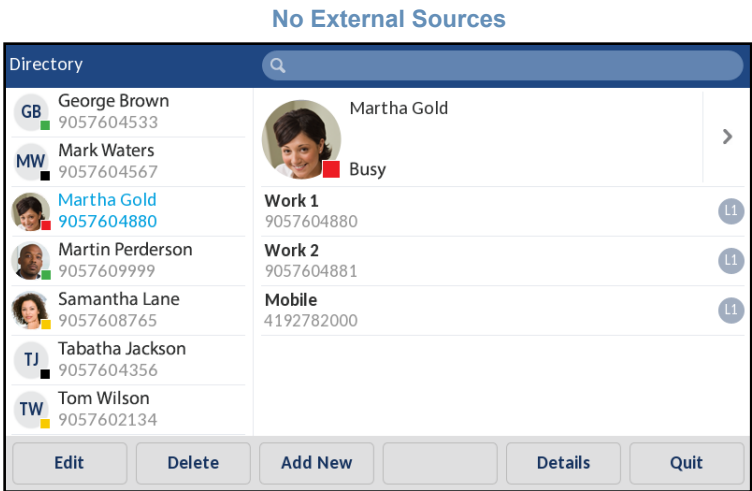 No External Sources
Directory
GB
George Brown
9057604533
MW
Mark Waters
9057604567
Martha Gold
9057604880
Martin Perderson
9057609999
Samantha Lane
9057608765
TJ
Tabatha Jackson
9057604356
TW
Tom Wilson
9057602134
Martha Gold
Busy
Work 1
9057604880
L1
Work 2
9057604881
L1
Mobile
4192782000
L1
Edit
Delete
Add New
Details
Quit